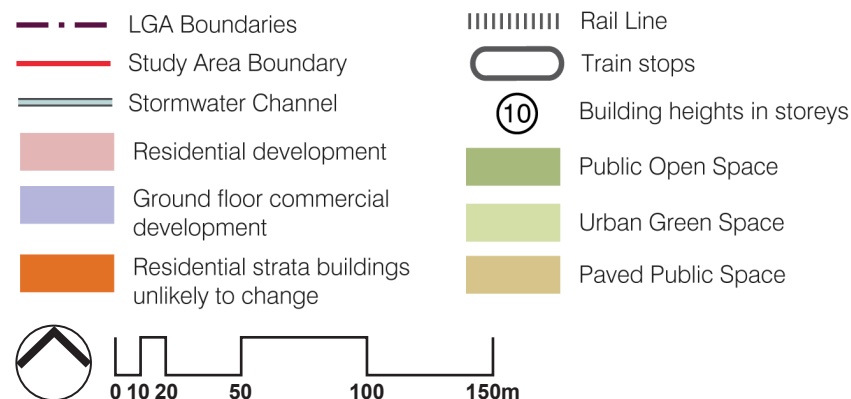 LGA Boundaries
Study Area Boundary
Stormwater Channel
Residential development
Ground floor commercial
development
Residential strata buildings
unlikely to change
Rail Line
Train stops
10
Building heights in storeys
Public Open Space
Urban Green Space
Paved Public Space
0 10 20 50 100 150m